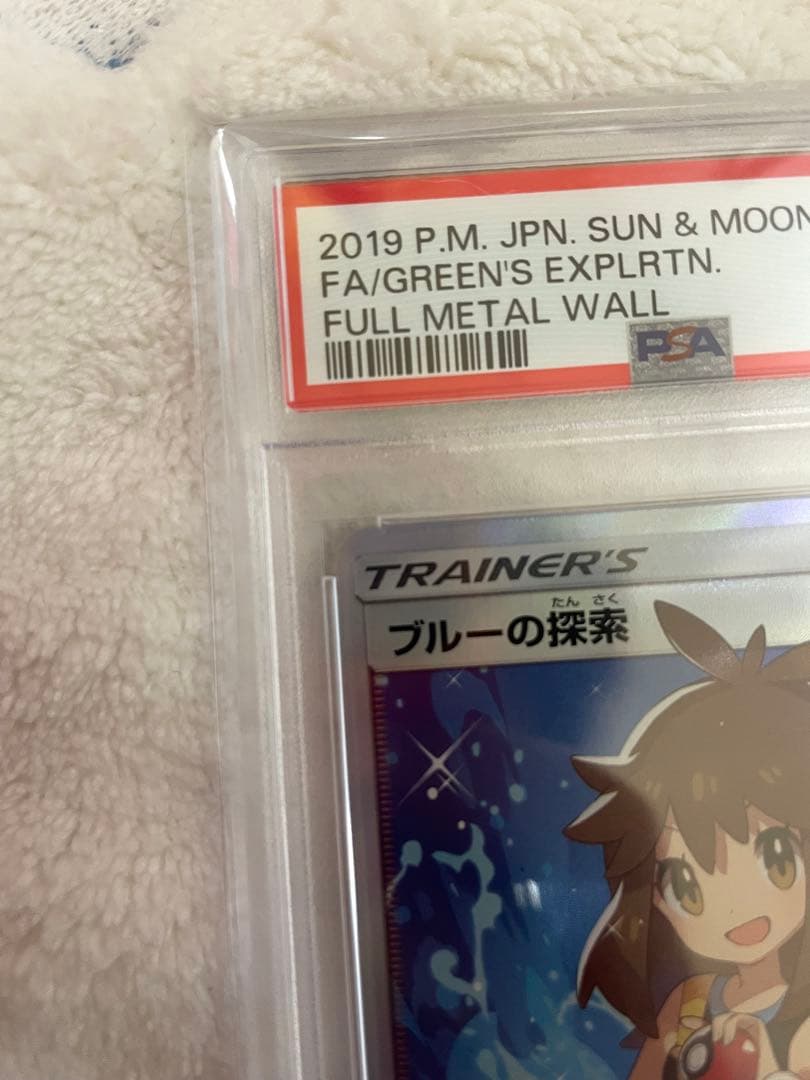 2019 P.M. JPN. SUN & MOON
FA/GREEN'S EXPLRTN.
FULL METAL WALL
PSA
TRAINER'S
たん さく
ブルーの探索